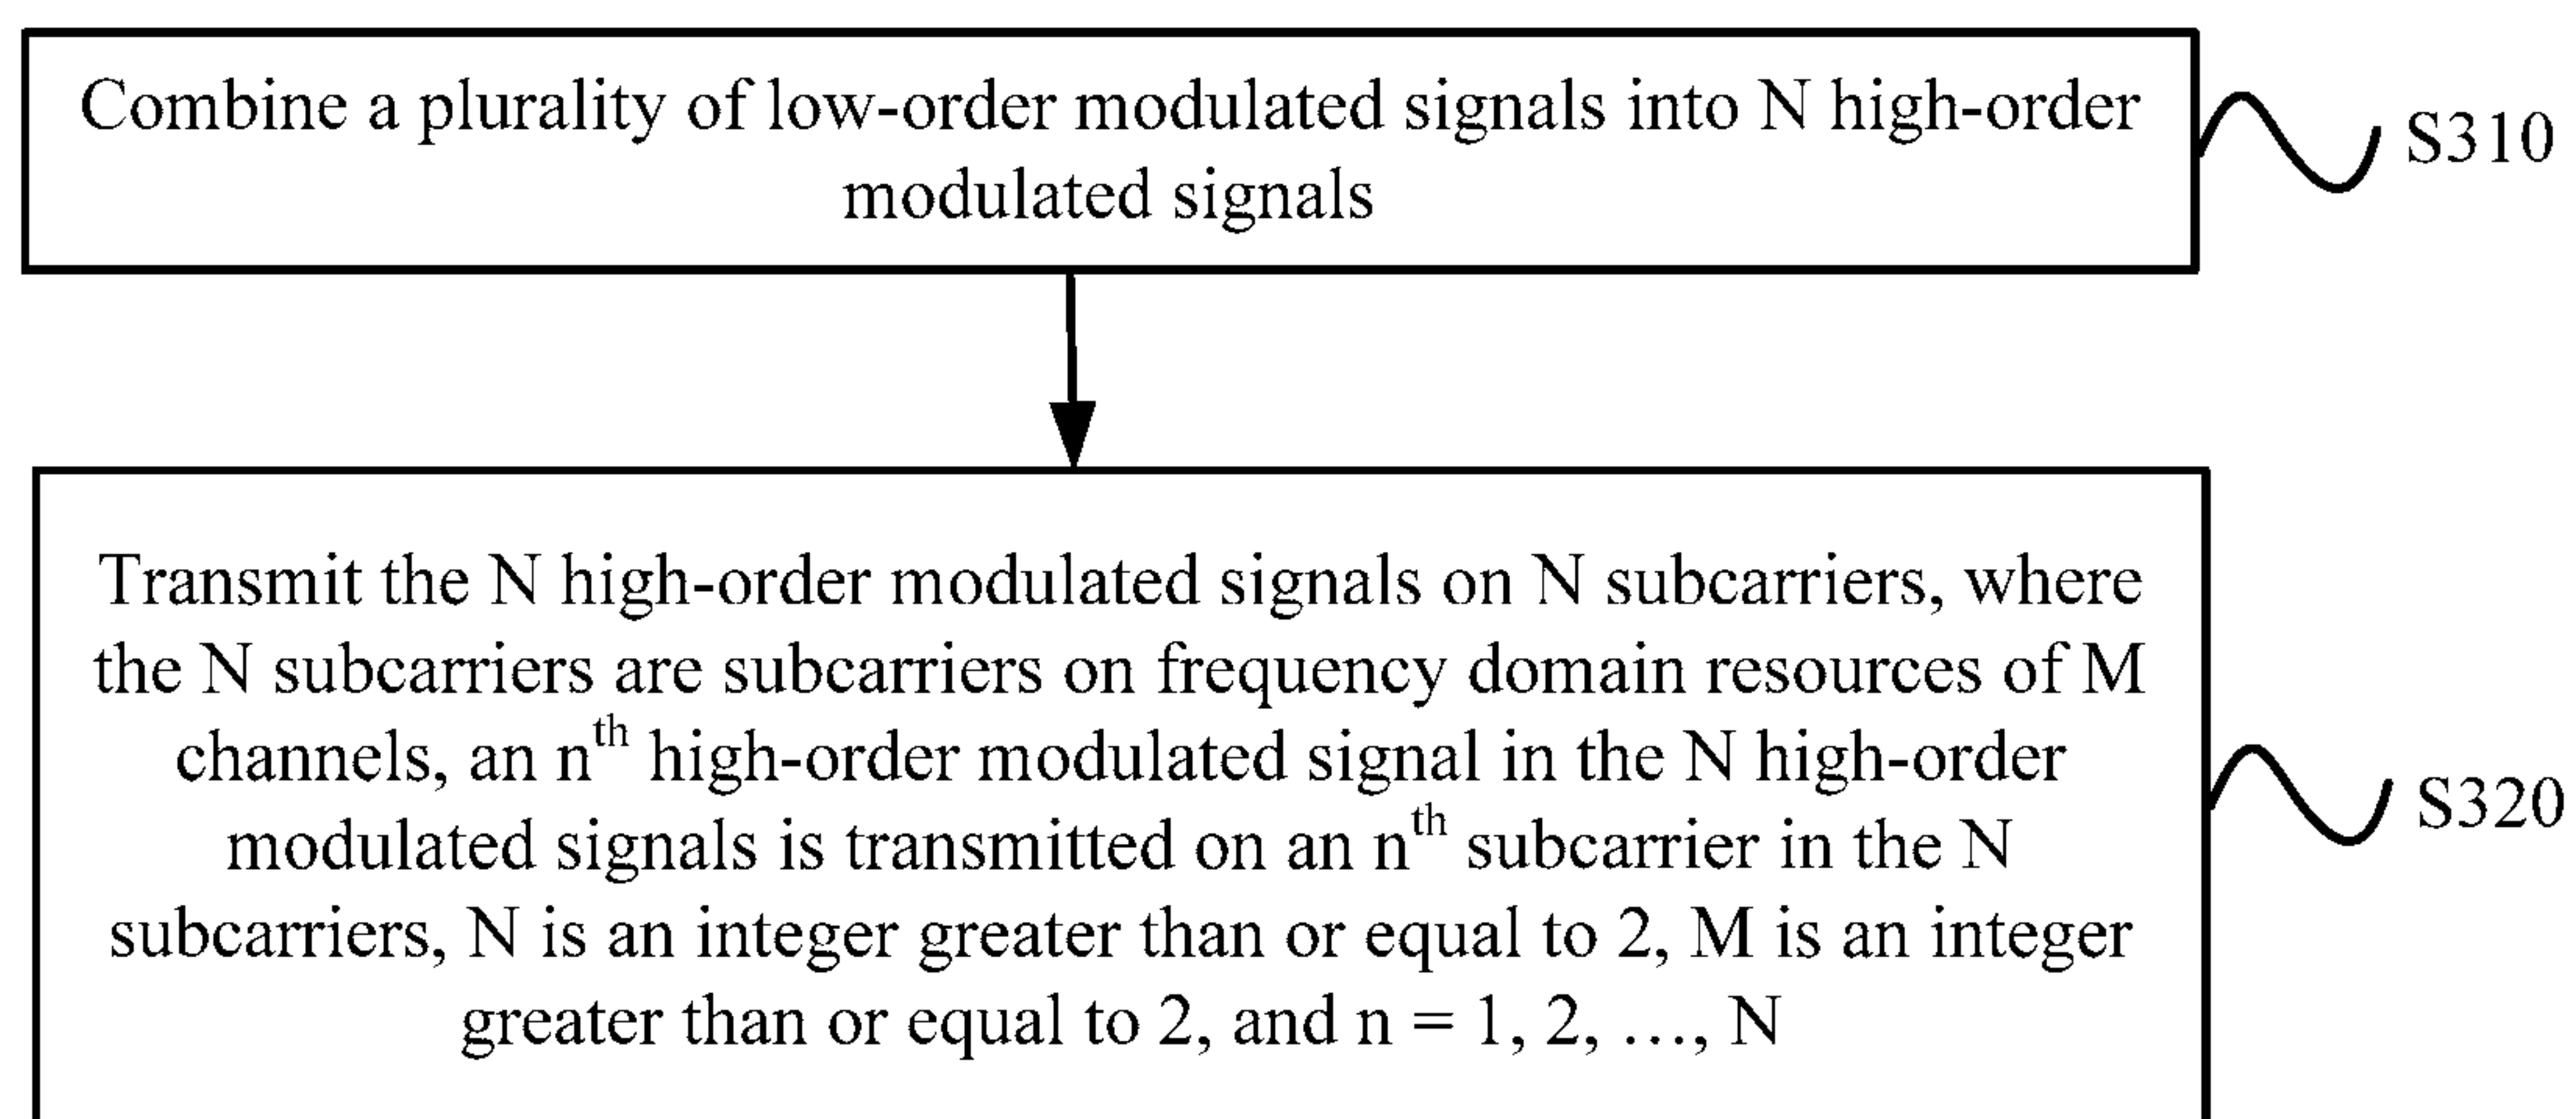 Combine a plurality of low-order modulated signals into N high-order
modulated signals
S310
Transmit the N high-order modulated signals on N subcarriers, where
the N subcarriers are subcarriers on frequency domain resources of M
channels, an nth high-order modulated signal in the N high-order
modulated signals is transmitted on an nth subcarrier in the N
subcarriers, N is an integer greater than or equal to 2, M is an integer
greater than or equal to 2, and n = 1, 2, …, N
S320